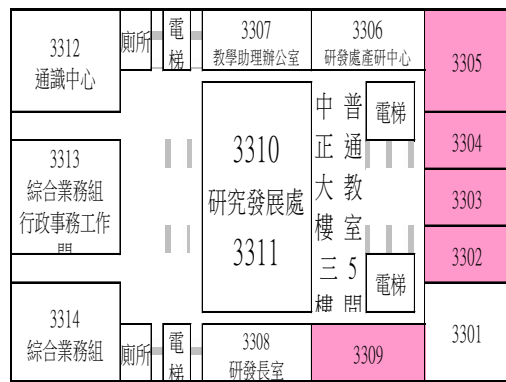 3312
通識中心
廁所
電
梯
3307
教學助理辦公室
3306
研發處產研中心
3305
3313
綜合業務組
行政事務工作
間
3310
研究發展處
3311
中正大樓三樓
普通教室5間
電梯
3304
3303
3302
電梯
3301
3314
綜合業務組
廁所
電
梯
3308
研發長室
3309